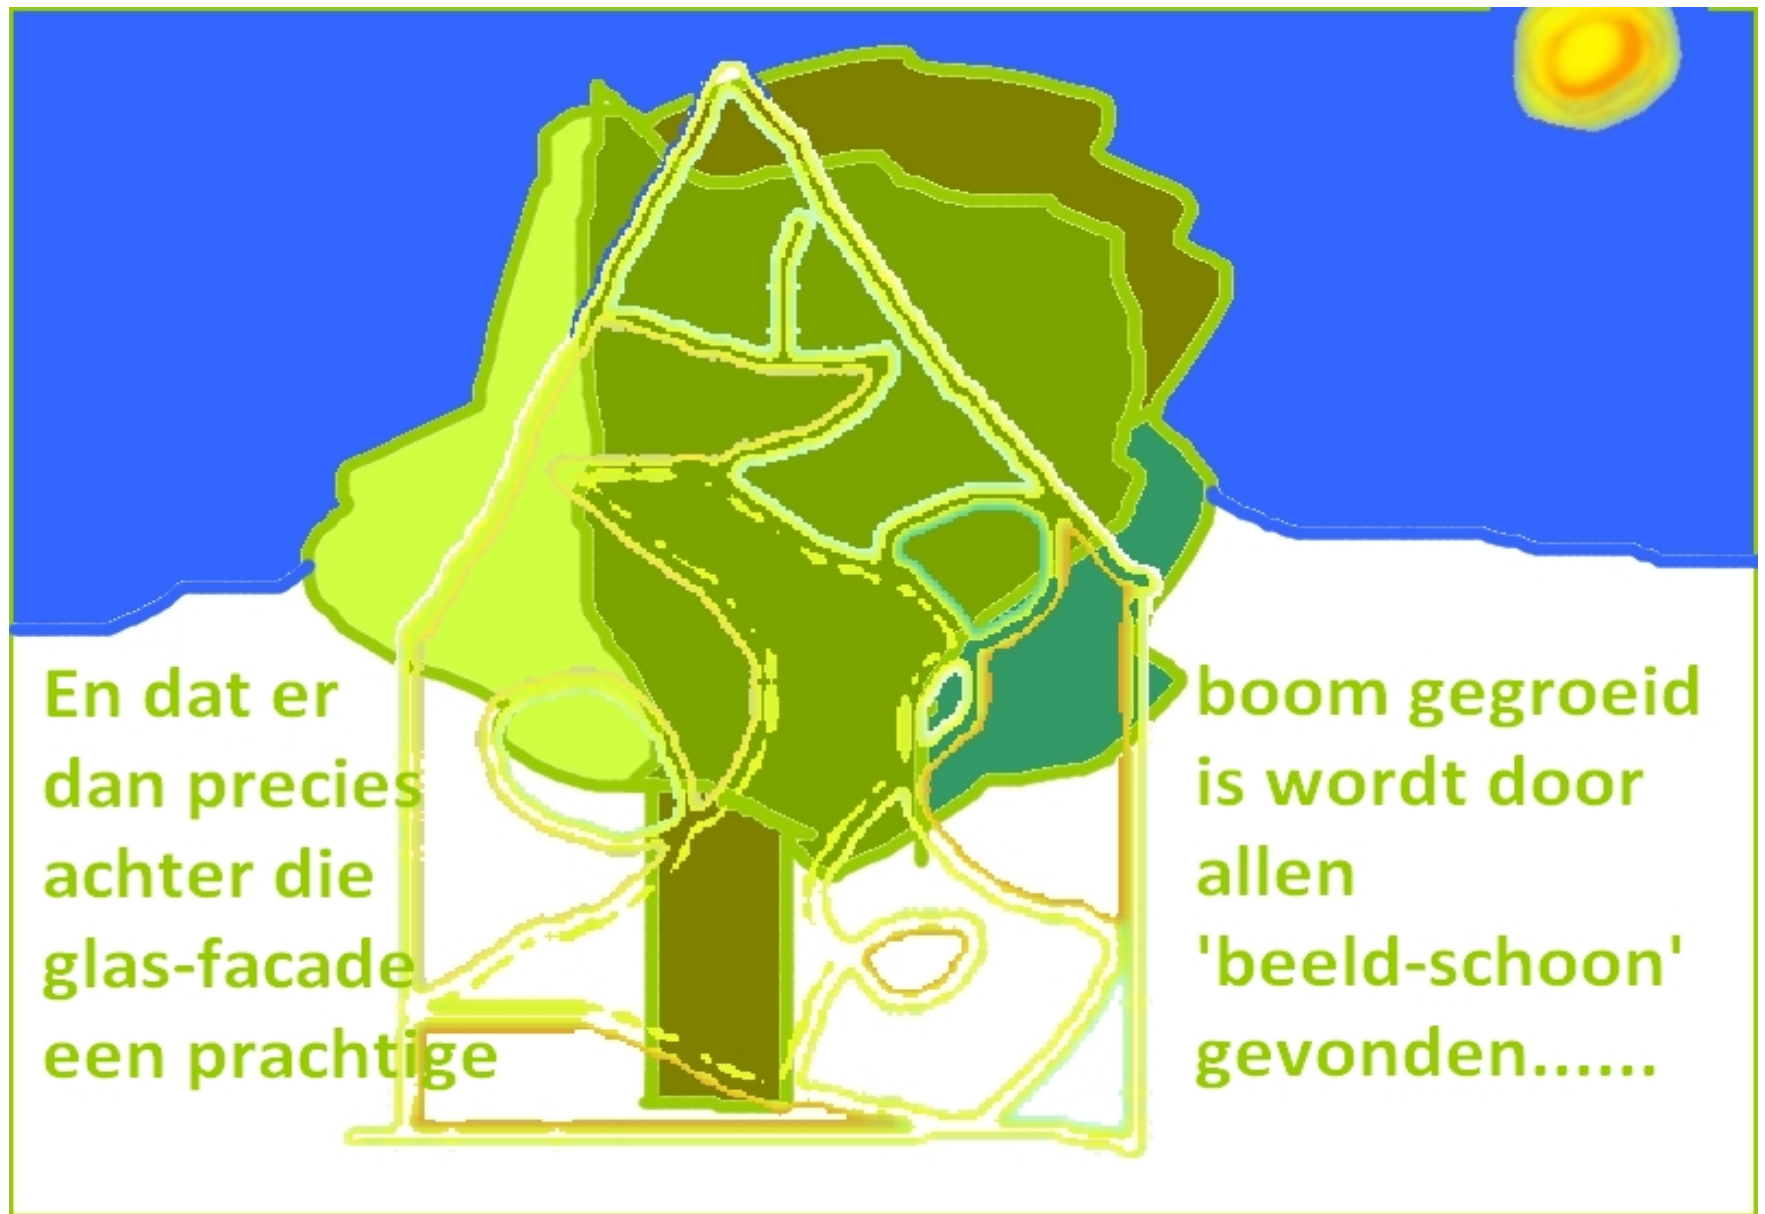 En dat er
dan precies
achter die
glas-facade
een prachtige
boom gegroeid
is wordt door
allen
'beeld-schoon'
gevonden......